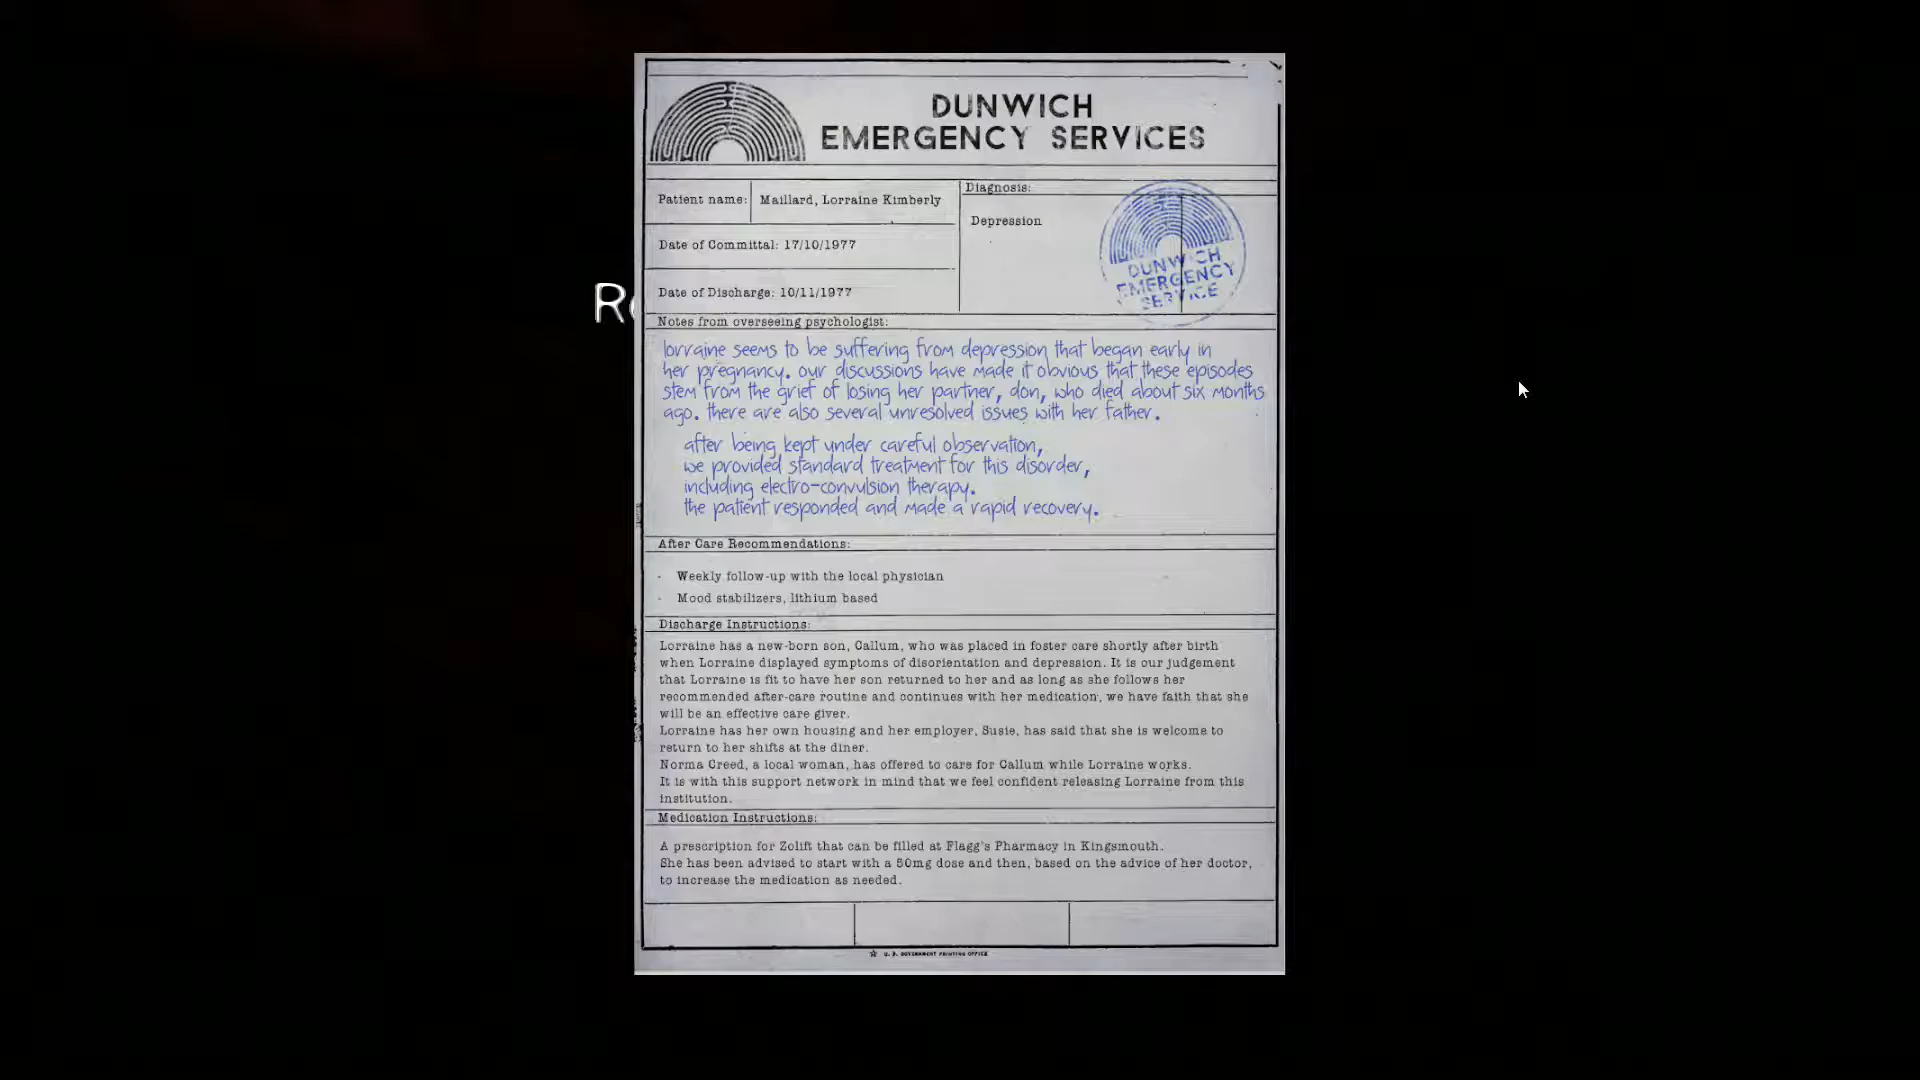 DUNWICH
EMERGENCY SERVICES
Patient name:
Maillard, Lorraine Kimberly
Diagnosis:
Depression
Date of Committal: 17/10/1977
Date of Discharge: 10/11/1977
DUNWICH
EMERGENCY
SERVICE
R
Notes from overseeing psychologist:
lorraine seems to be suffering from depression that began early in
her pregnancy. our discussions have made it obvious that these episodes
stem from the grief of losing her partner, don, who died about six months
ago. there are also several unresolved issues with her father.
after being kept under careful observation,
we provided standard treatment for this disorder,
including electro-convulsion therapy.
the patient responded and made a rapid recovery.
After Care Recommendations:
- Weekly follow-up with the local physician
- Mood stabilizers, lithium based
Discharge Instructions:
Lorraine has a new-born son, Callum, who was placed in foster care shortly after birth
when Lorraine displayed symptoms of disorientation and depression. It is our judgement
that Lorraine is fit to have her son returned to her and as long as she follows her
recommended after-care routine and continues with her medication, we have faith that she
will be an effective care giver.
Lorraine has her own housing and her employer, Susie, has said that she is welcome to
return to her shifts at the diner.
Norma Creed, a local woman, has offered to care for Callum while Lorraine works.
It is with this support network in mind that we feel confident releasing Lorraine from this
institution.
Medication Instructions:
A prescription for Zolift that can be filled at Flagg's Pharmacy in Kingsmouth.
She has been advised to start with a 50mg dose and then, based on the advice of her doctor,
to increase the medication as needed.
☆ U. S. GOVERNMENT PRINTING OFFICE